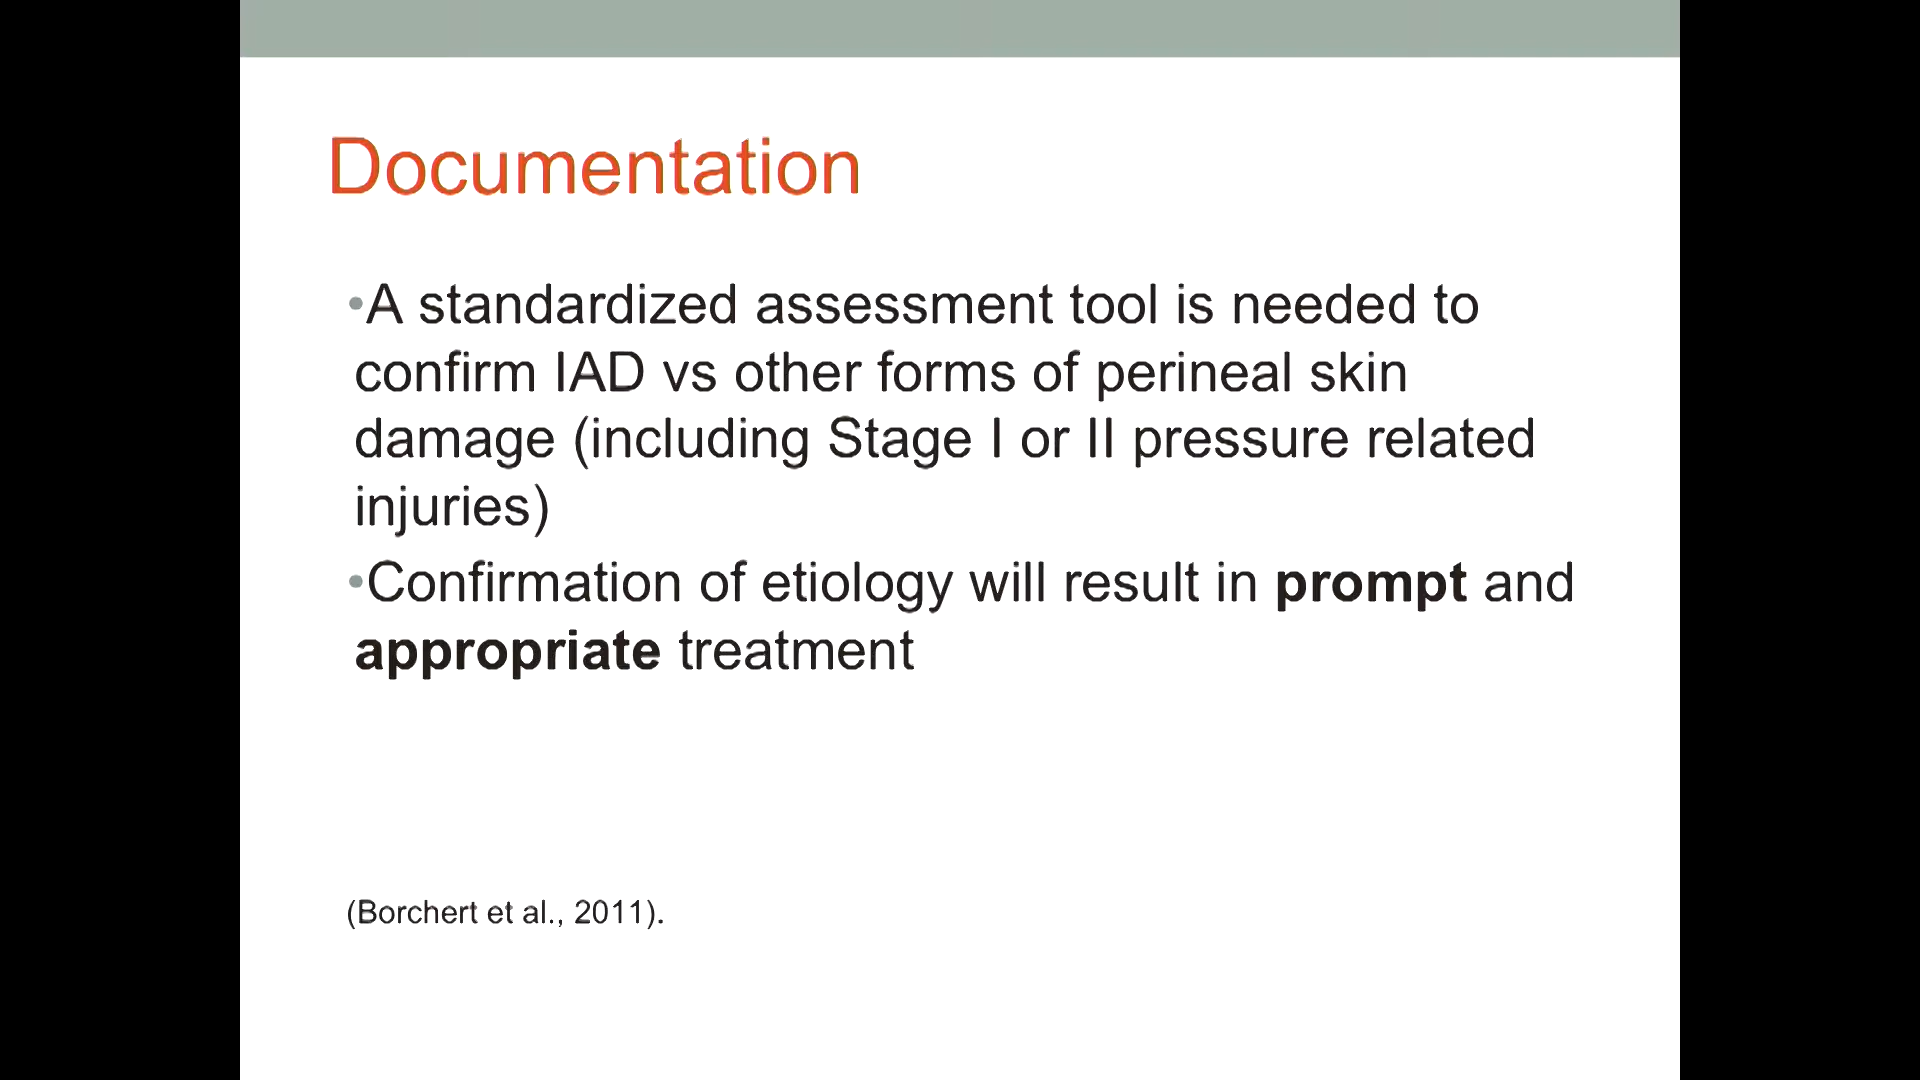 Documentation
•A standardized assessment tool is needed to
confirm IAD vs other forms of perineal skin
damage (including Stage I or II pressure related
injuries)
•Confirmation of etiology will result in prompt and
appropriate treatment
(Borchert et al., 2011).